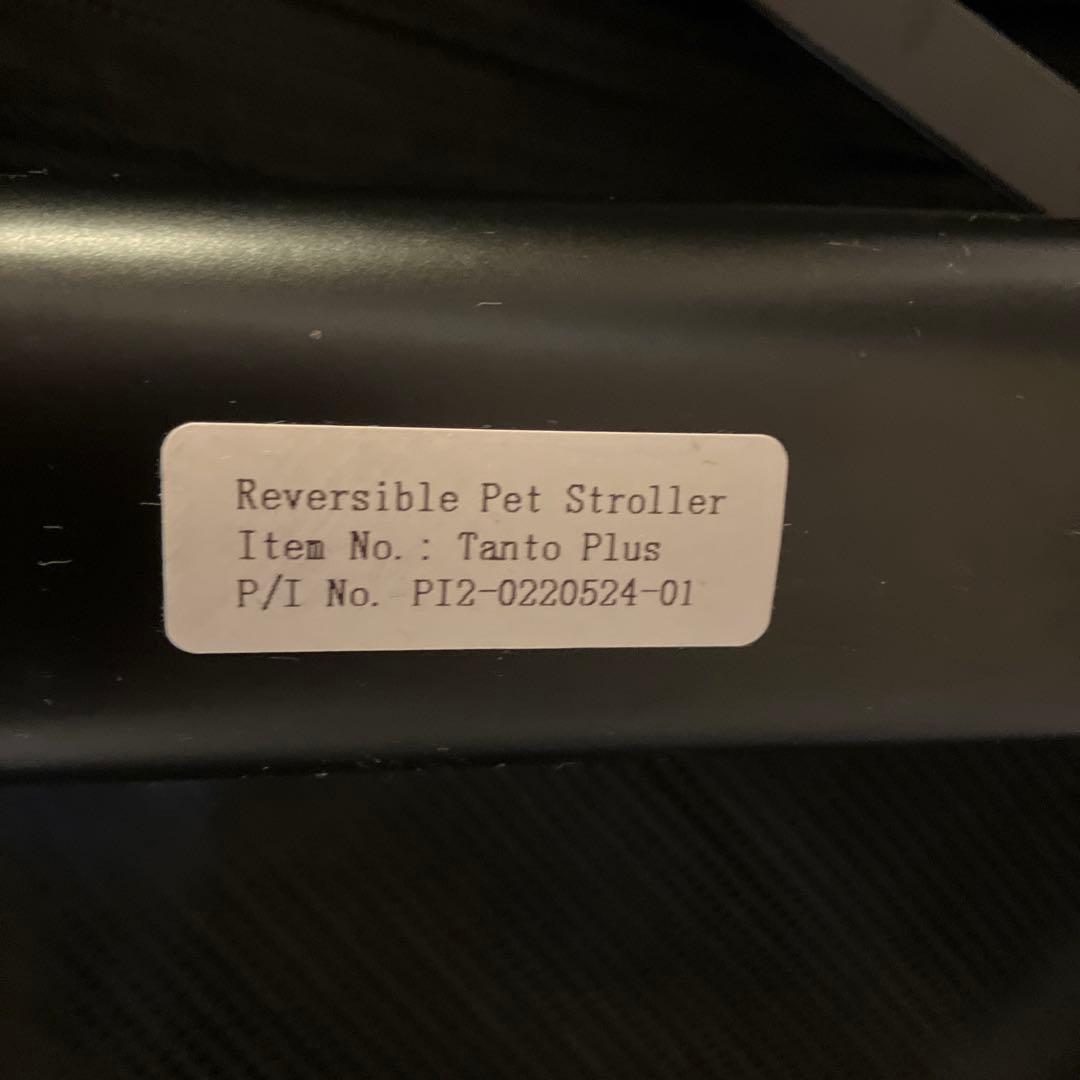 Reversible Pet Stroller
Item No.: Tanto Plus
P/I No. PI2-0220524-01